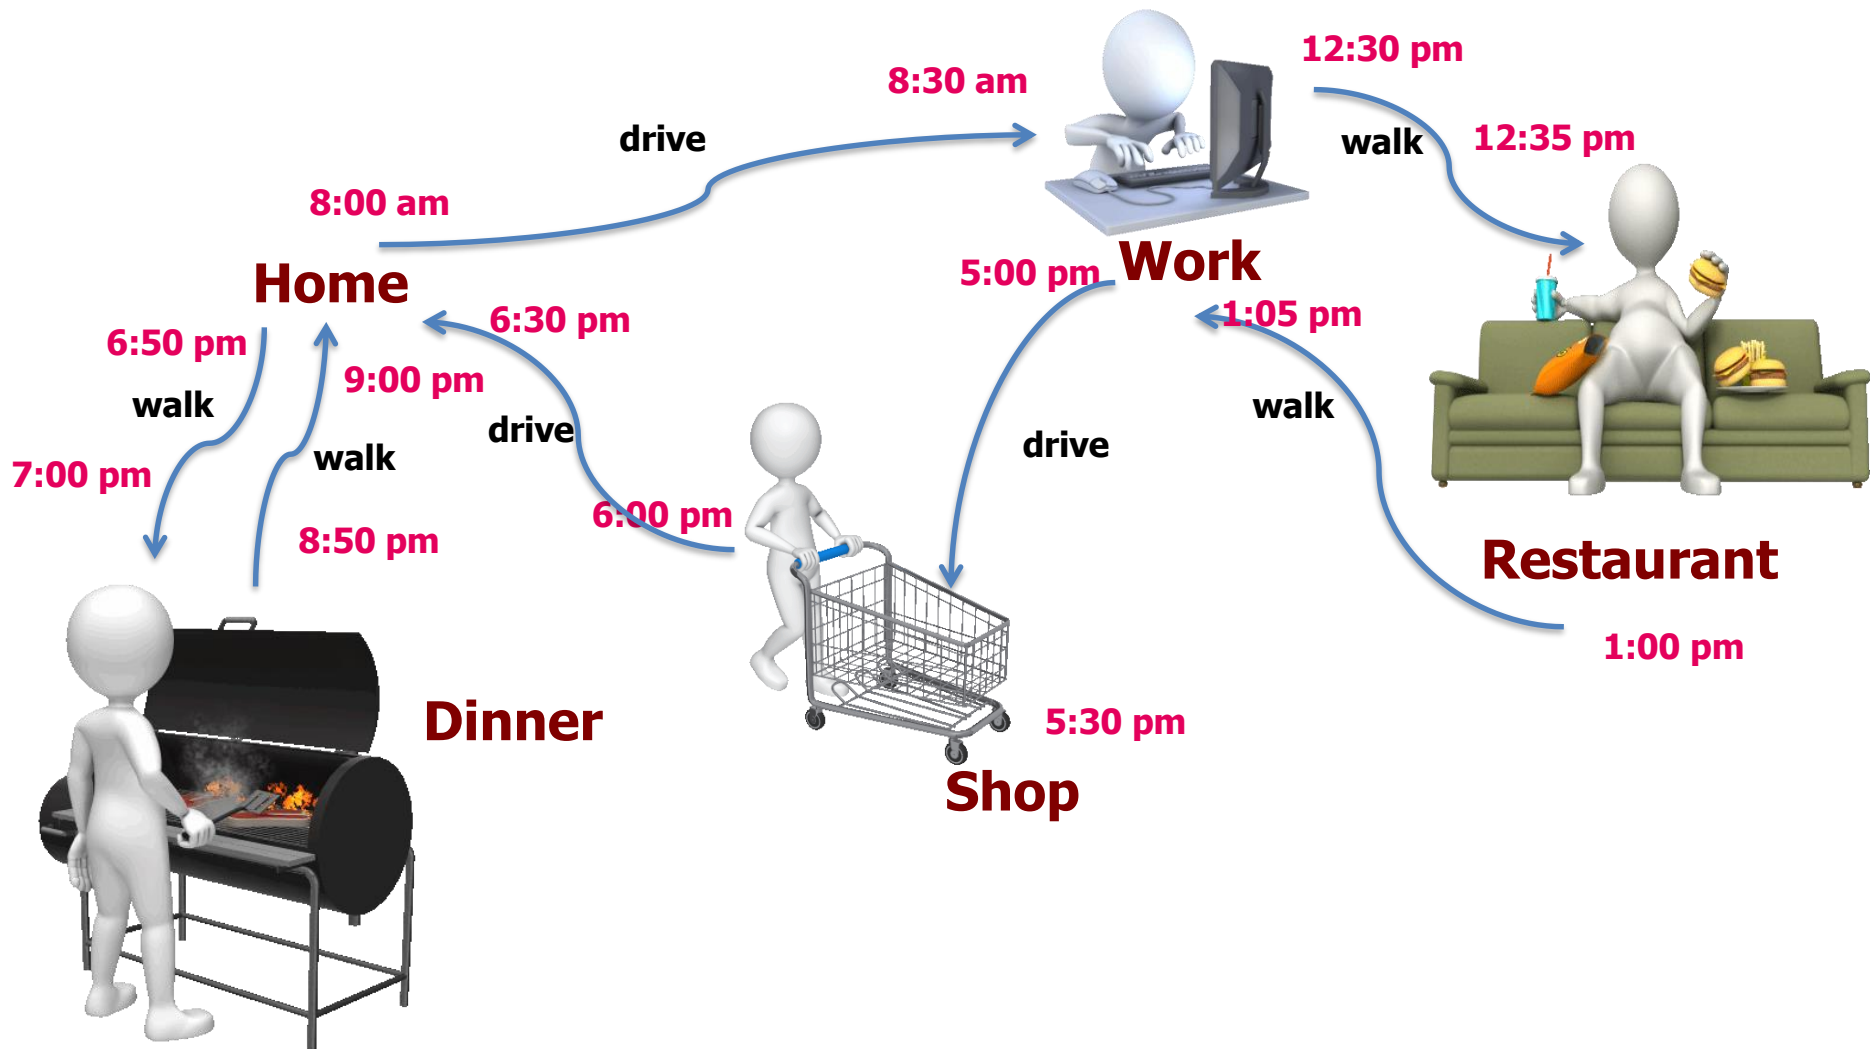 12:30 pm
8:30 am
drive
walk
12:35 pm
8:00 am
Work
5:00 pm
Home
1:05 pm
6:30 pm
6:50 pm
9:00 pm
walk
walk
drive
drive
walk
7:00 pm
6:00 pm
8:50 pm
Restaurant
1:00 pm
Dinner
5:30 pm
Shop